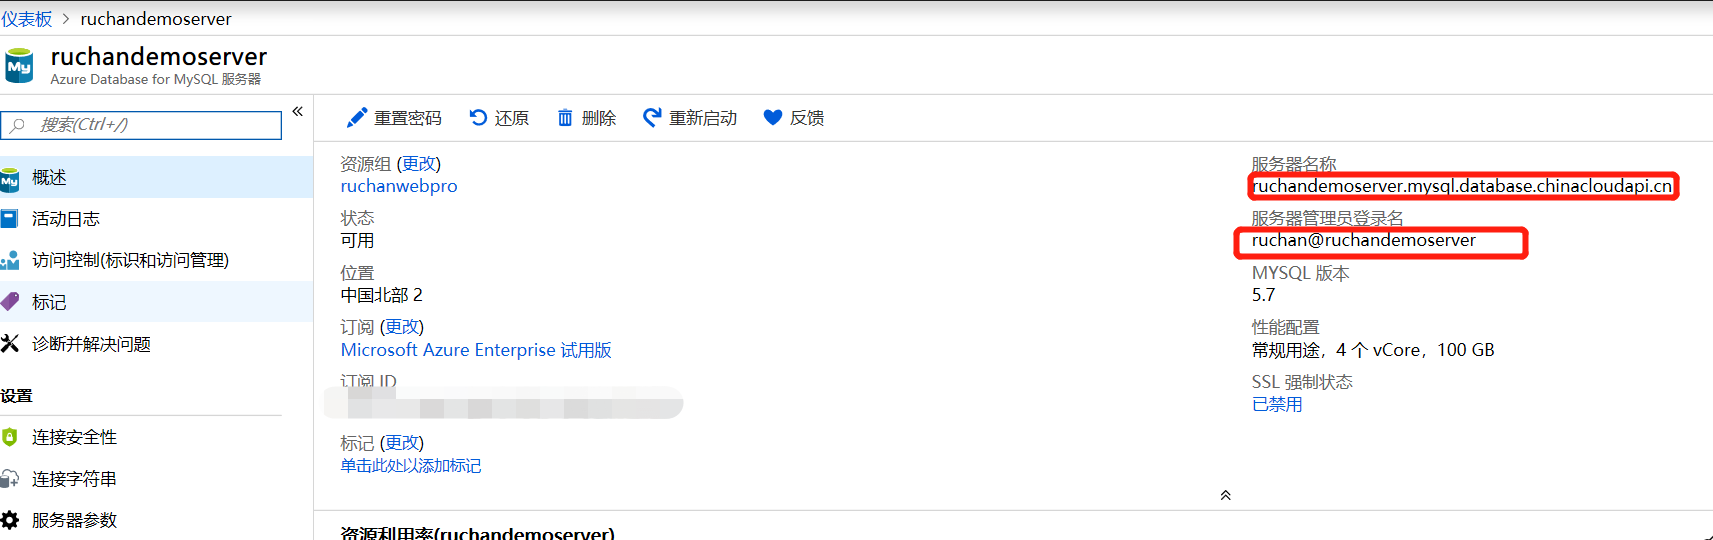 仪表板 > ruchandemoserver
ruchandemoserver
Azure Database for MySQL 服务器
搜索(Ctrl+/)
«
概述
活动日志
访问控制(标识和访问管理)
标记
诊断并解决问题
设置
连接安全性
连接字符串
服务器参数
重置密码 还原 删除 重新启动 反馈
资源组 (更改)
ruchanwebpro
状态
可用
位置
中国北部 2
订阅 (更改)
Microsoft Azure Enterprise 试用版
订阅 ID
标记 (更改)
单击此处以添加标记
服务器名称
ruchandemoserver.mysql.database.chinacloudapi.cn
服务器管理员登录名
ruchan@ruchandemoserver
MYSQL 版本
5.7
性能配置
常规用途，4 个 vCore，100 GB
SSL 强制状态
已禁用
资源利用率(ruchandemoserver)